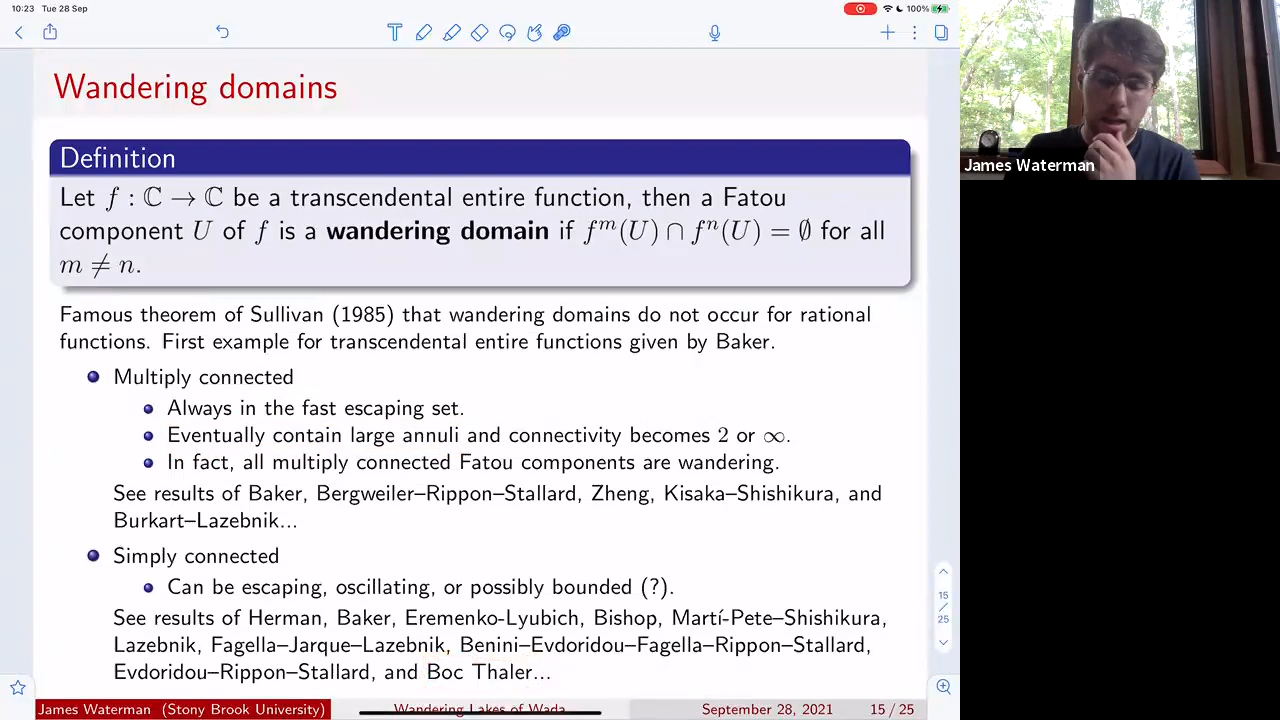 10:23 Tue 28 Sep
100%
Wandering domains
Definition
Let f : ℂ → ℂ be a transcendental entire function, then a Fatou
component U of f is a wandering domain if fᵐ(U) ∩ fⁿ(U) = ∅ for all
m ≠ n.
Famous theorem of Sullivan (1985) that wandering domains do not occur for rational
functions. First example for transcendental entire functions given by Baker.
Multiply connected
Always in the fast escaping set.
Eventually contain large annuli and connectivity becomes 2 or ∞.
In fact, all multiply connected Fatou components are wandering.
See results of Baker, Bergweiler–Rippon–Stallard, Zheng, Kisaka–Shishikura, and
Burkart–Lazebnik...
Simply connected
Can be escaping, oscillating, or possibly bounded (?).
See results of Herman, Baker, Eremenko-Lyubich, Bishop, Martí-Pete–Shishikura,
Lazebnik, Fagella–Jarque–Lazebnik, Benini–Evdoridou–Fagella–Rippon–Stallard,
Evdoridou–Rippon–Stallard, and Boc Thaler...
James Waterman (Stony Brook University)
Wandering Lakes of Wada
September 28, 2021
15 / 25
15
/
25
James Waterman